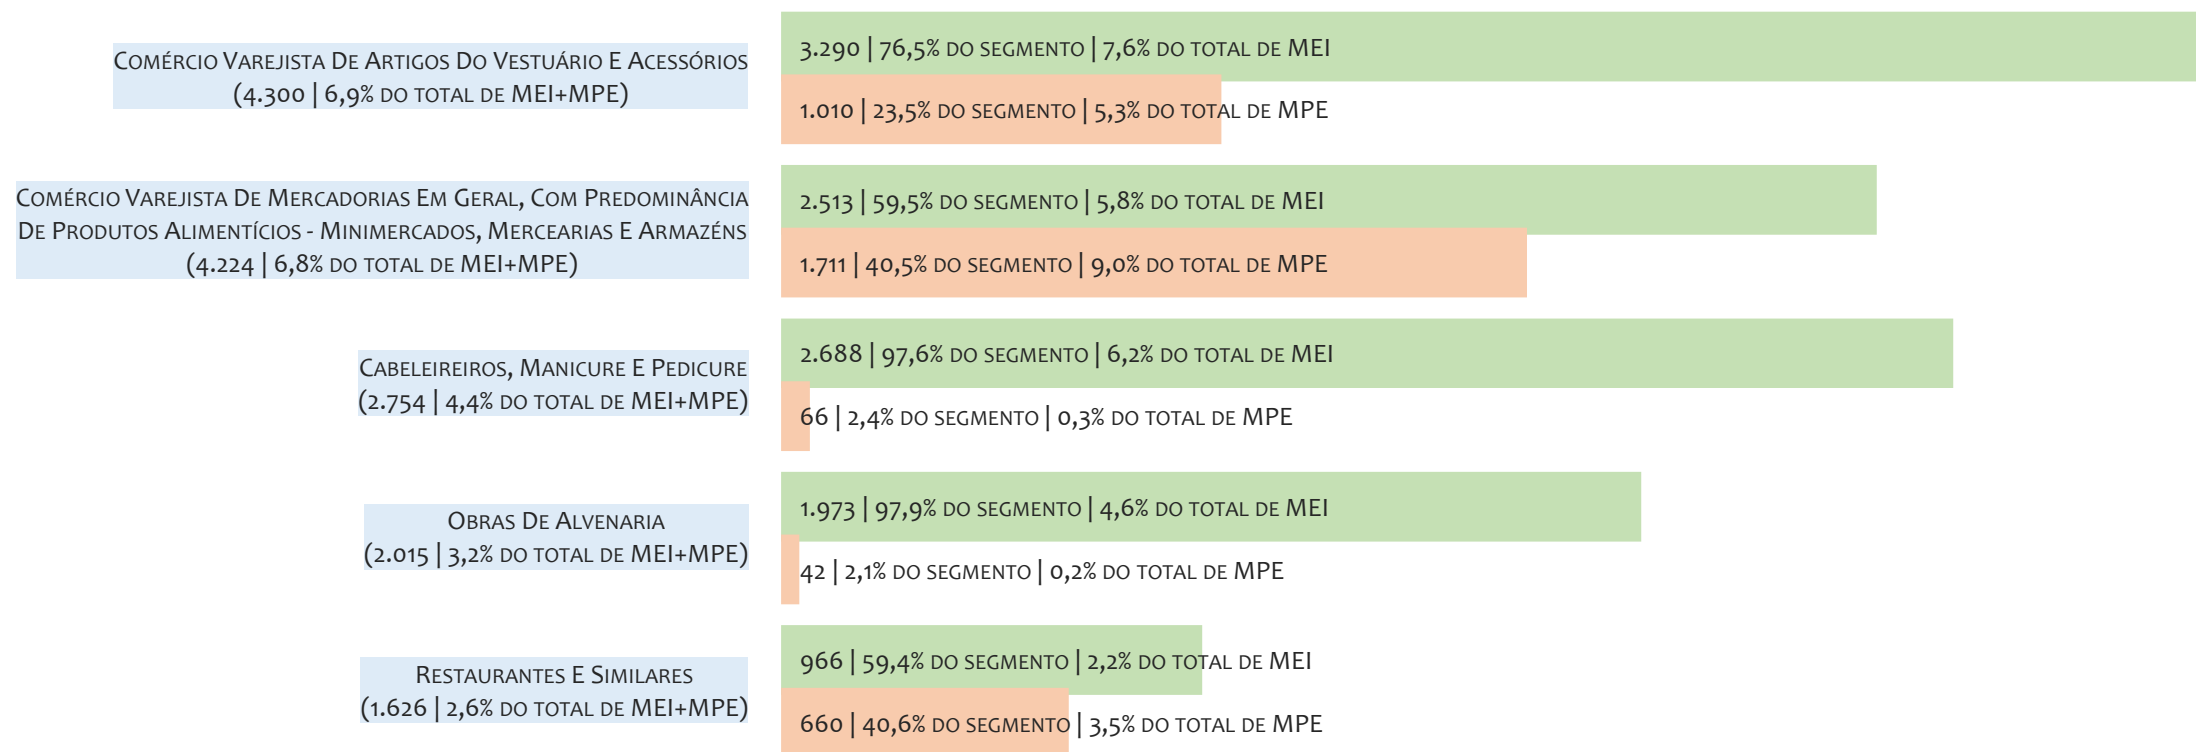 Comércio Varejista De Artigos Do Vestuário E Acessórios
(4.300 | 6,9% do total de MEI+MPE)
3.290 | 76,5% do segmento | 7,6% do total de MEI
1.010 | 23,5% do segmento | 5,3% do total de MPE
Comércio Varejista De Mercadorias Em Geral, Com Predominância
De Produtos Alimentícios - Minimercados, Mercearias E Armazéns
(4.224 | 6,8% do total de MEI+MPE)
2.513 | 59,5% do segmento | 5,8% do total de MEI
1.711 | 40,5% do segmento | 9,0% do total de MPE
Cabeleireiros, Manicure E Pedicure
(2.754 | 4,4% do total de MEI+MPE)
2.688 | 97,6% do segmento | 6,2% do total de MEI
66 | 2,4% do segmento | 0,3% do total de MPE
Obras De Alvenaria
(2.015 | 3,2% do total de MEI+MPE)
1.973 | 97,9% do segmento | 4,6% do total de MEI
42 | 2,1% do segmento | 0,2% do total de MPE
Restaurantes E Similares
(1.626 | 2,6% do total de MEI+MPE)
966 | 59,4% do segmento | 2,2% do total de MEI
660 | 40,6% do segmento | 3,5% do total de MPE